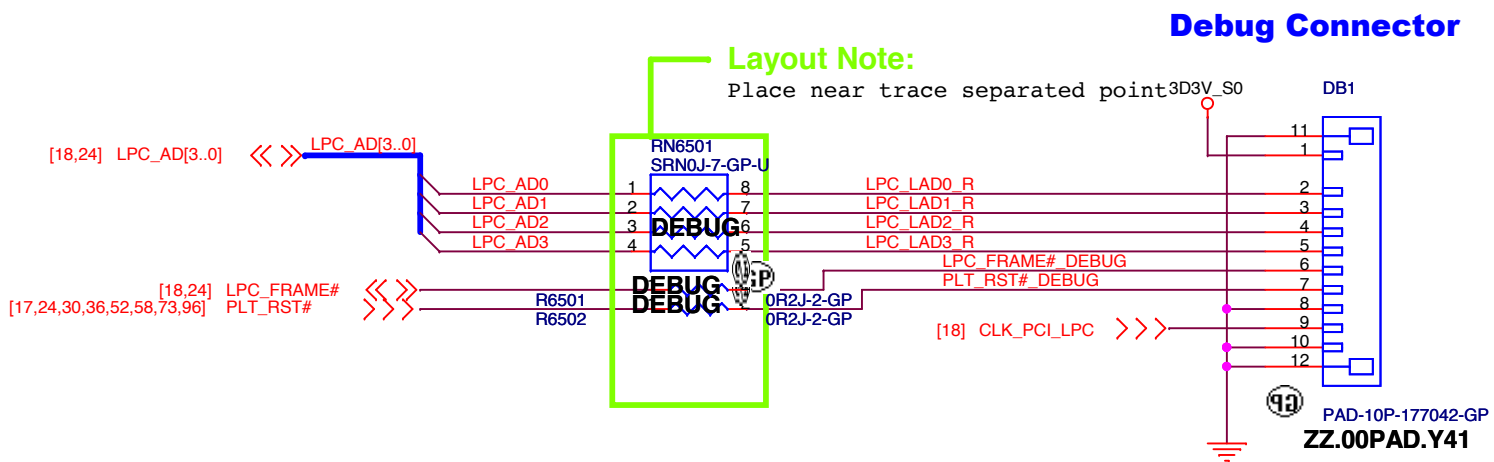 Debug Connector
Layout Note:
Place near trace separated point
3D3V_S0
DB1
[18,24] LPC_AD[3..0]
LPC_AD[3..0]
RN6501
SRN0J-7-GP-U
11
1
LPC_AD0 1 8 LPC_LAD0_R 2
LPC_AD1 2 7 LPC_LAD1_R 3
LPC_AD2 3 DEBUG 6 LPC_LAD2_R 4
LPC_AD3 4 5 LPC_LAD3_R 5
LPC_FRAME#_DEBUG 6
[18,24] LPC_FRAME# DEBUG GP
PLT_RST#_DEBUG 7
R6501 0R2J-2-GP
[17,24,30,36,52,58,73,96] PLT_RST# DEBUG
R6502 0R2J-2-GP
8
[18] CLK_PCI_LPC 9
10
12
GP
PAD-10P-177042-GP
ZZ.00PAD.Y41